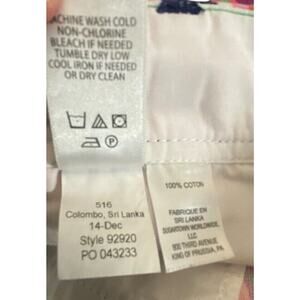 MACHINE WASH COLD
NON-CHLORINE
BLEACH IF NEEDED
TUMBLE DRY LOW
COOL IRON IF NEEDED
OR DRY CLEAN
P
516
Colombo, Sri Lanka
14-Dec
Style 92920
PO 043233
100% COTON
FABRIQUE EN
SRI LANKA
SUGARTOWN WORLDWIDE,
LLC
800 THIRD AVENUE
KING OF PRUSSIA, PA